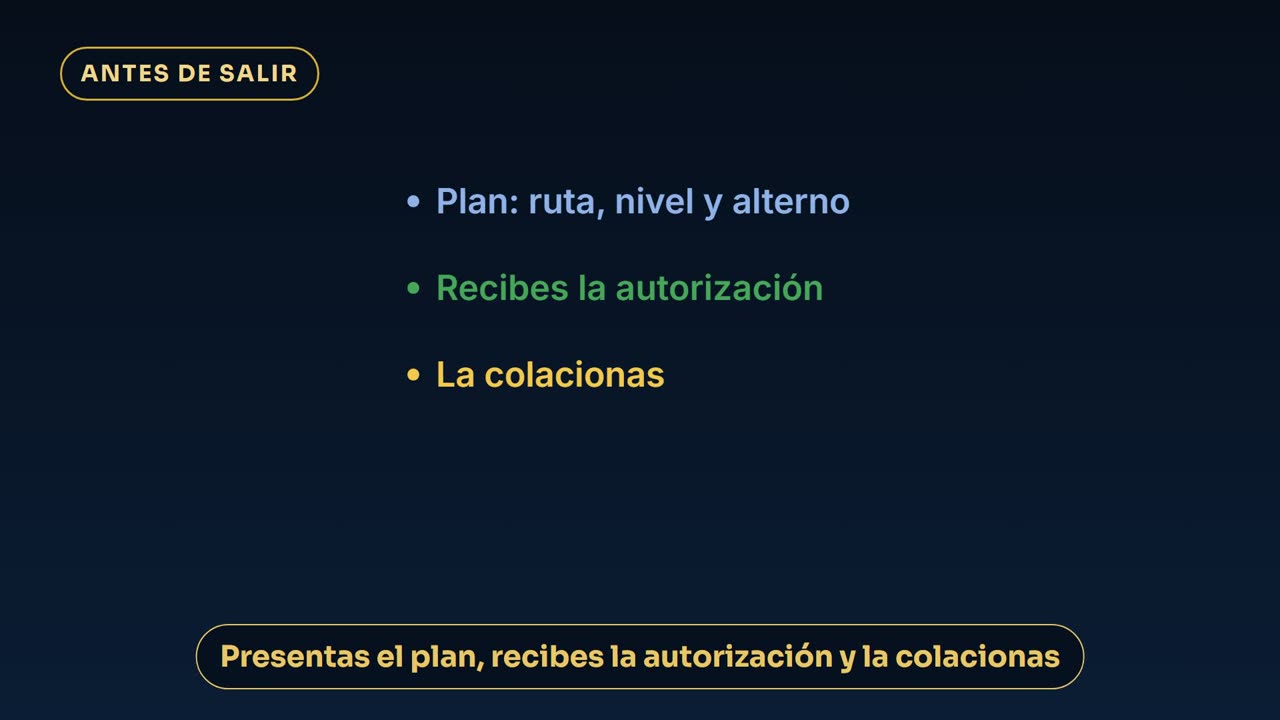 ANTES DE SALIR
• Plan: ruta, nivel y alterno
• Recibes la autorización
• La colacionas
Presentas el plan, recibes la autorización y la colacionas